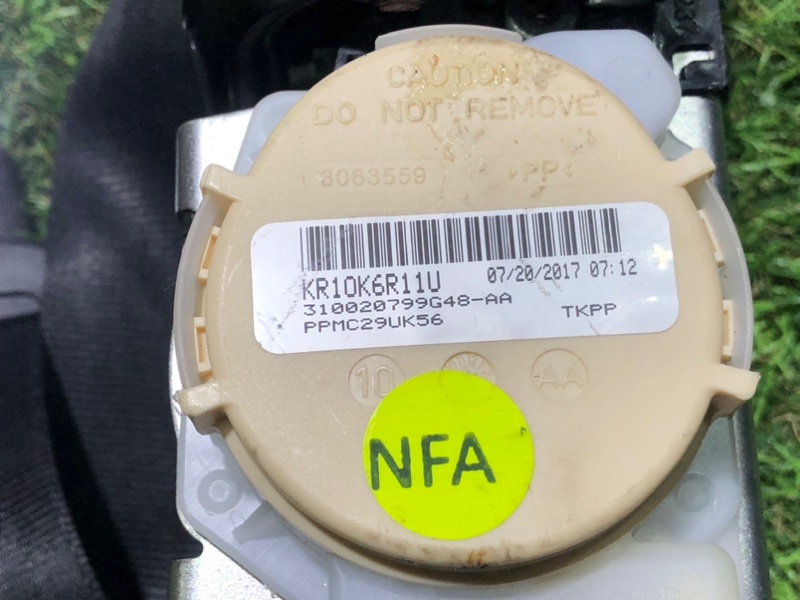 CAUTION
DO NOT REMOVE
3063559 >PP<
KR10K6R11U 07/20/2017 07:12
310020799G48-AA
PPMC29UK56 TKPP
10 AA
NFA